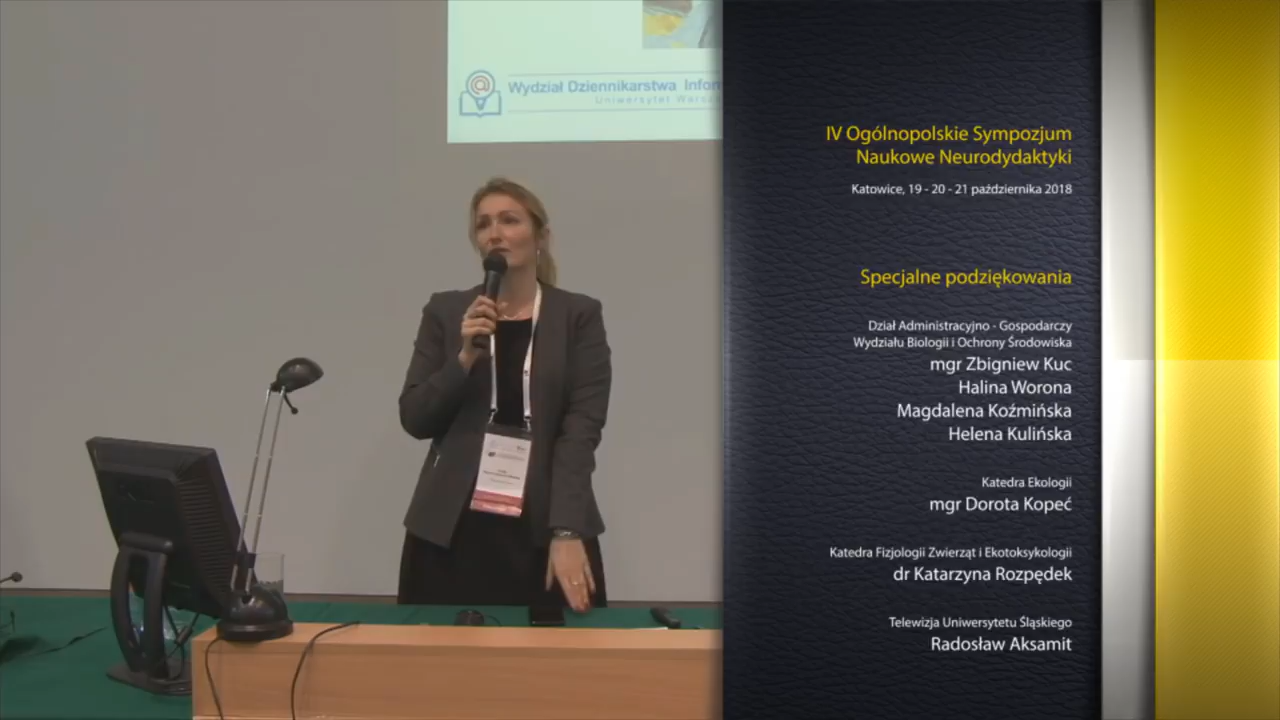 Wydział Dziennikarstwa Infor
Uniwersytet Warsz
IV Ogólnopolskie Sympozjum
Naukowe Neurodydaktyki
Katowice, 19 - 20 - 21 października 2018
Specjalne podziękowania
Dział Administracyjno - Gospodarczy
Wydziału Biologii i Ochrony Środowiska
mgr Zbigniew Kuc
Halina Worona
Magdalena Koźmińska
Helena Kulińska
Katedra Ekologii
mgr Dorota Kopeć
Katedra Fizjologii Zwierząt i Ekotoksykologii
dr Katarzyna Rozpędek
Telewizja Uniwersytetu Śląskiego
Radosław Aksamit